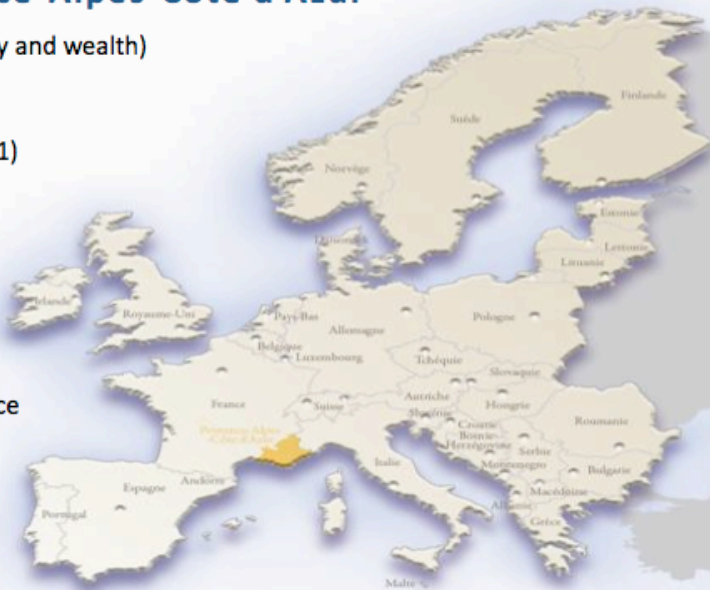 se-Alpes-Côte d'Azur
y and wealth)
1)
ce
Finlande
Suède
Norvège
Estonie
Danemark
Lettonie
Lituanie
Irlande
Royaume-Uni
Pays-Bas
Allemagne
Pologne
Belgique
Luxembourg
Tchéquie
Slovaquie
Autriche
France
Suisse
Hongrie
Slovénie
Roumanie
Provence Alpes
Côte d'Azur
Croatie
Bosnie-
Herzégovine
Serbie
Italie
Montenegro
Bulgarie
Andorre
Espagne
Macédoine
Albanie
Portugal
Grèce
Malte